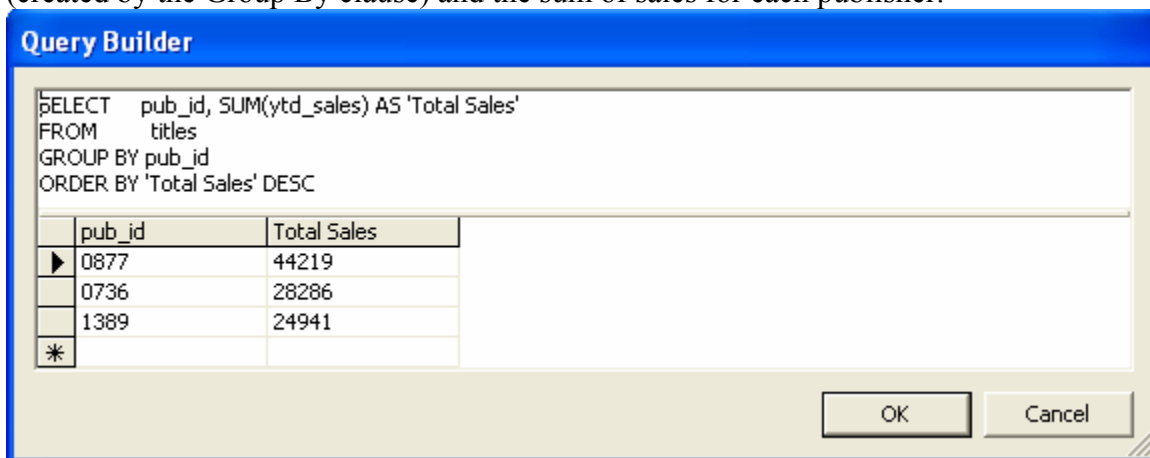 (created by the Group By clause) and the sum of sales for each publisher.
Query Builder
SELECT pub_id, SUM(ytd_sales) AS 'Total Sales'
FROM titles
GROUP BY pub_id
ORDER BY 'Total Sales' DESC
pub_id Total Sales
0877 44219
0736 28286
1389 24941
OK Cancel